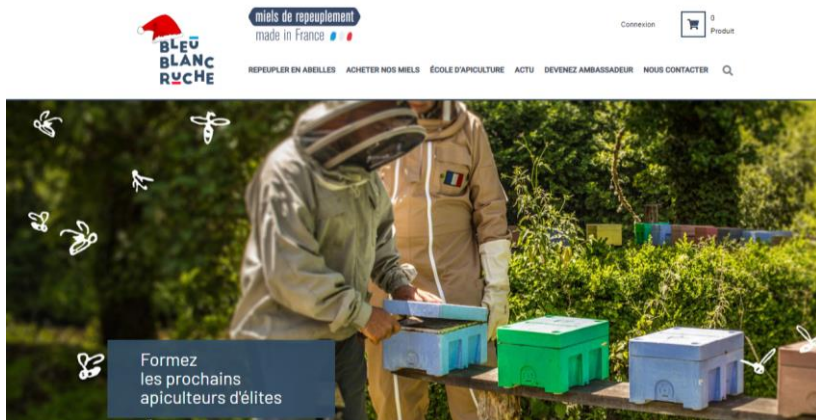 BLEU
BLANC
RUCHE
miels de repeuplement
made in France
Connexion
0
Produit
REPEUPLER EN ABEILLES ACHETER NOS MIELS ÉCOLE D'APICULTURE ACTU DEVENEZ AMBASSADEUR NOUS CONTACTER
Formez
les prochains
apiculteurs d'élites